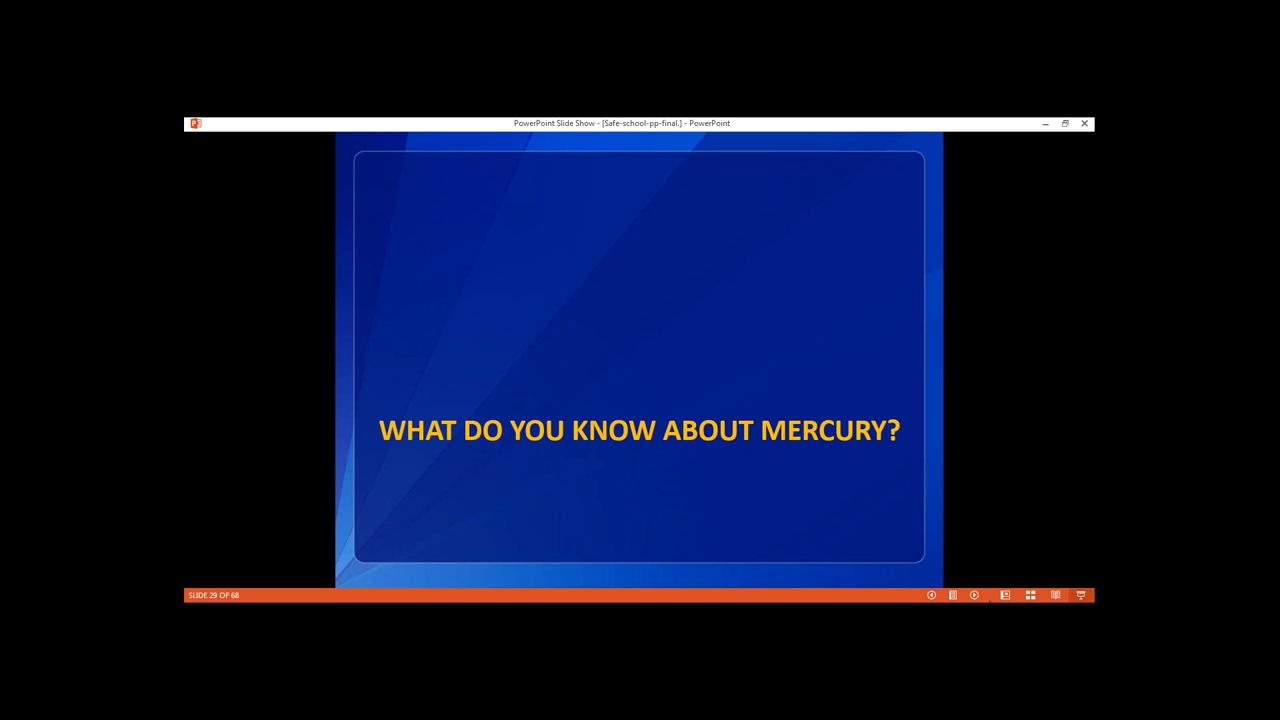 PowerPoint Slide Show - [Safe-school-pp-final.] - PowerPoint
WHAT DO YOU KNOW ABOUT MERCURY?
SLIDE 29 OF 68